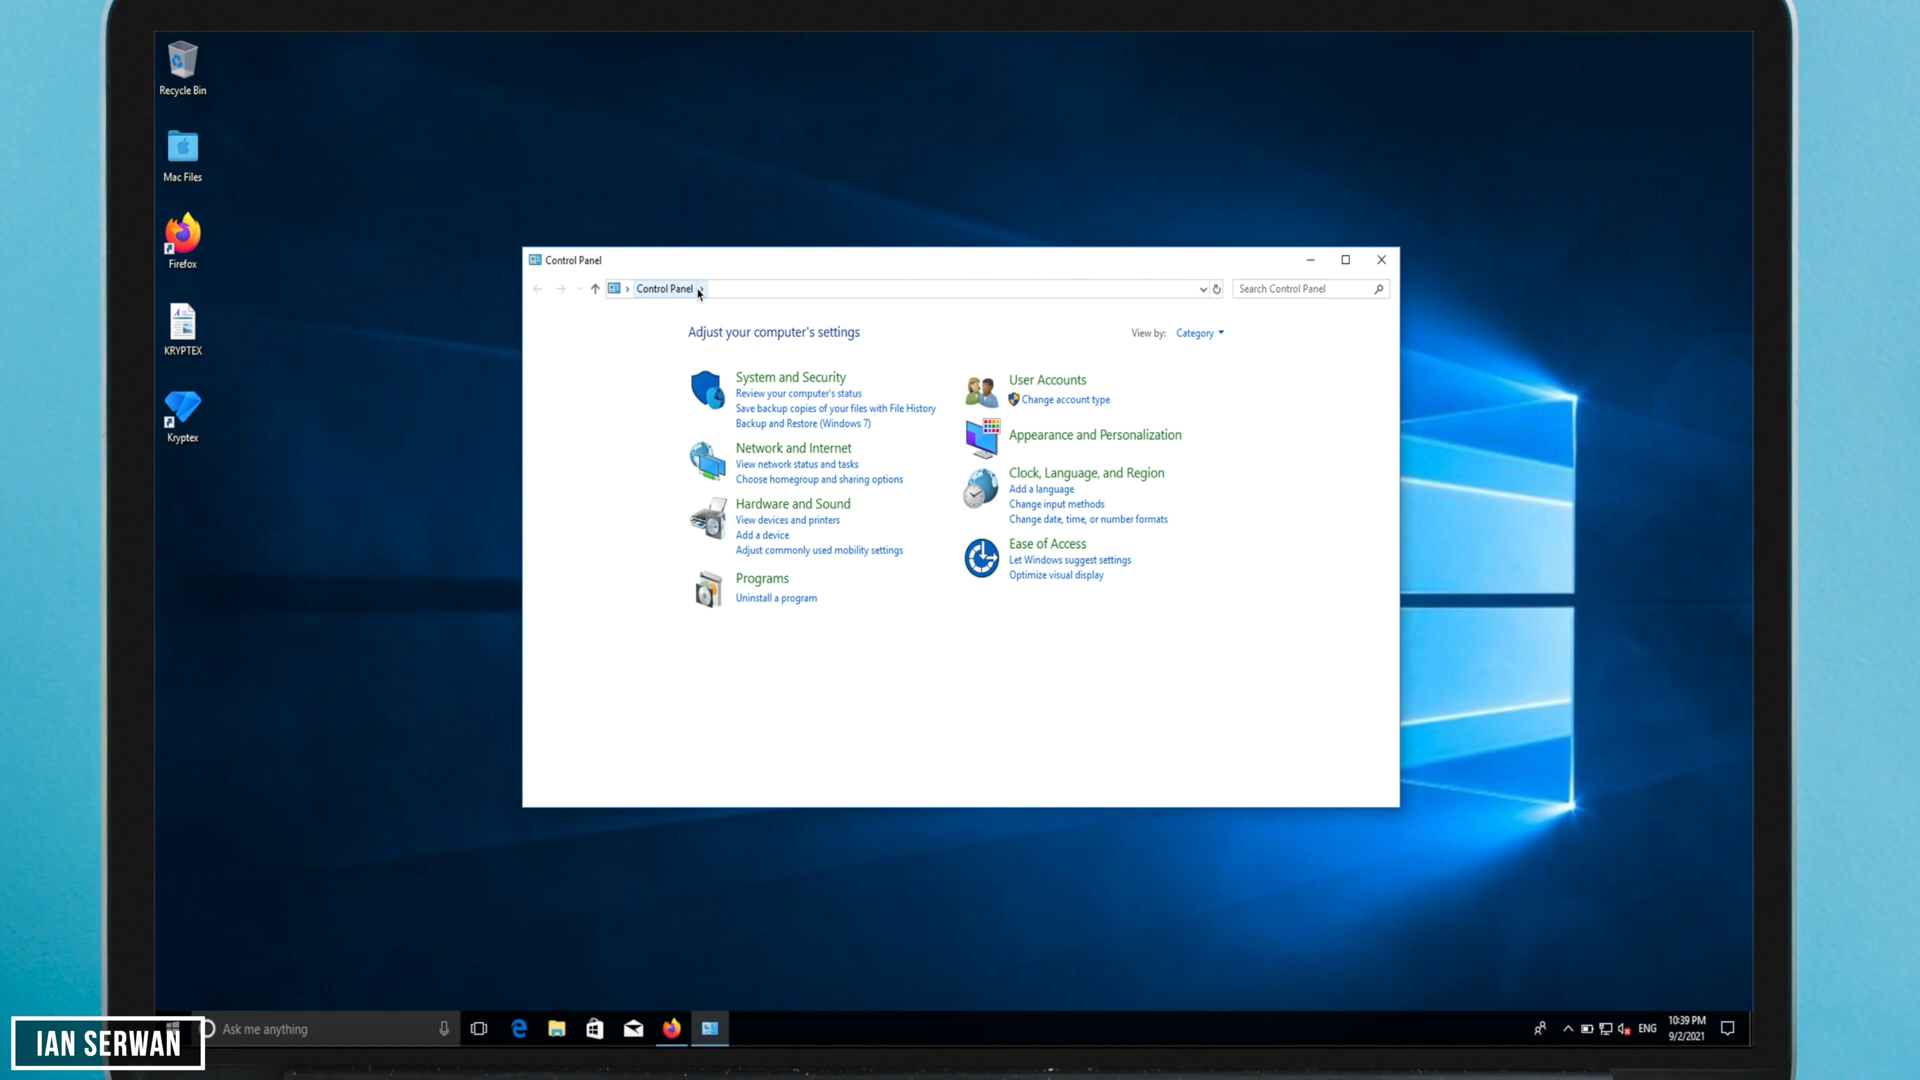 Recycle Bin
Mac Files
Firefox
KRYPTEX
Kryptex
Control Panel
Control Panel
Search Control Panel
Adjust your computer's settings
View by: Category
System and Security
Review your computer's status
Save backup copies of your files with File History
Backup and Restore (Windows 7)
Network and Internet
View network status and tasks
Choose homegroup and sharing options
Hardware and Sound
View devices and printers
Add a device
Adjust commonly used mobility settings
Programs
Uninstall a program
User Accounts
Change account type
Appearance and Personalization
Clock, Language, and Region
Add a language
Change input methods
Change date, time, or number formats
Ease of Access
Let Windows suggest settings
Optimize visual display
Ask me anything
ENG
10:39 PM
9/2/2021
IAN SERWAN